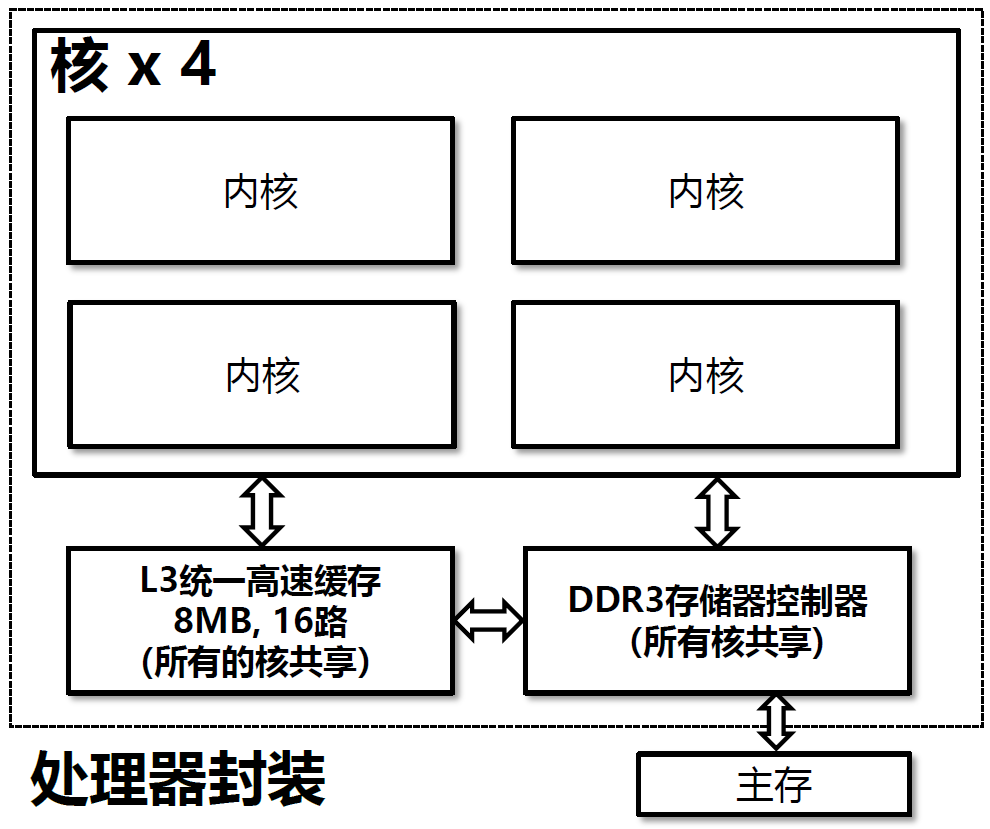 核 x 4
内核
内核
内核
内核
L3统一高速缓存
8MB, 16路
(所有的核共享)
DDR3存储器控制器
(所有核共享)
处理器封装
主存